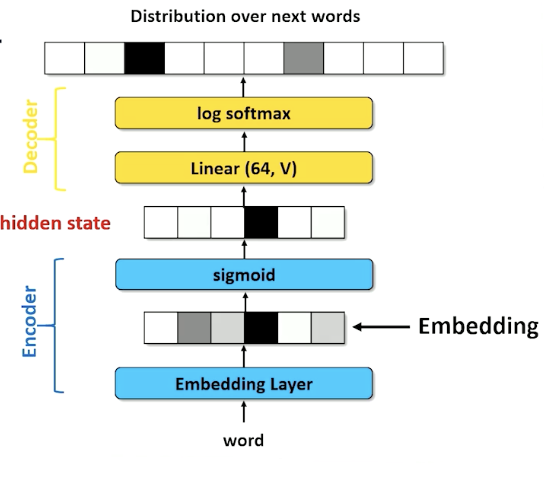 Distribution over next words
Decoder
log softmax
Linear (64, V)
hidden state
sigmoid
Encoder
Embedding
Embedding Layer
word